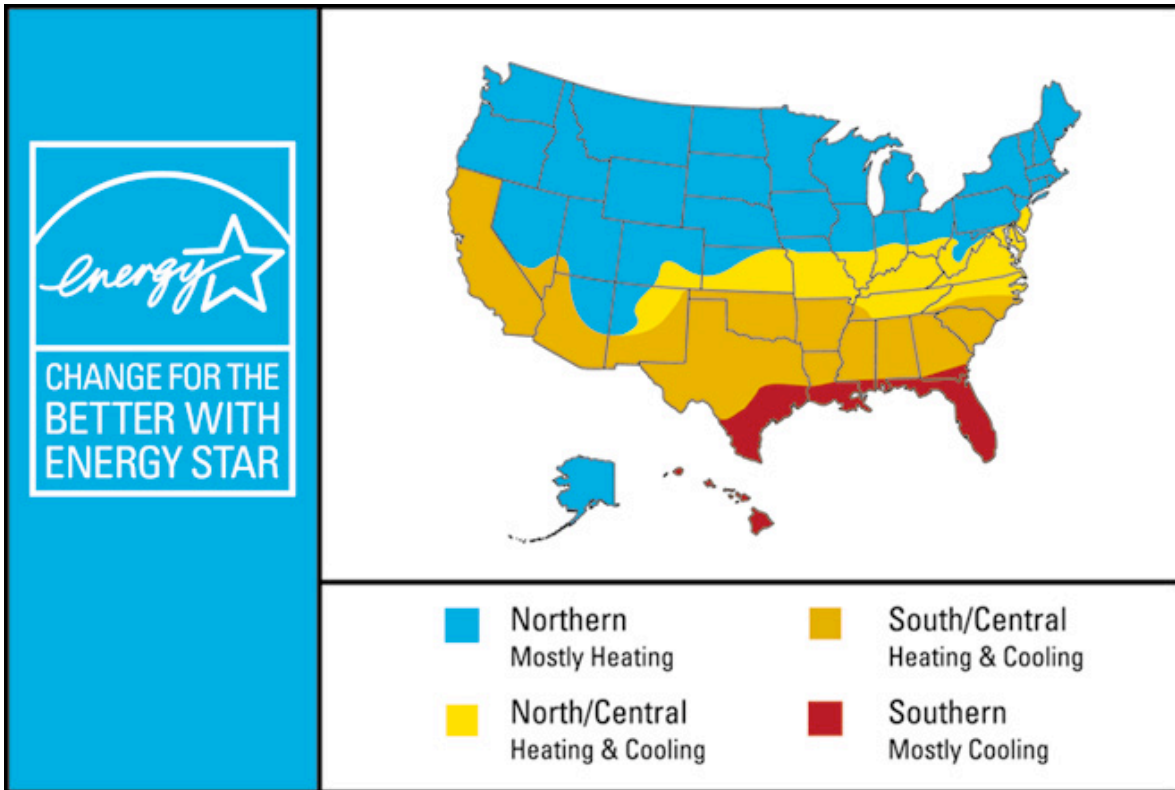 energy
CHANGE FOR THE
BETTER WITH
ENERGY STAR
Northern
Mostly Heating
North/Central
Heating & Cooling
South/Central
Heating & Cooling
Southern
Mostly Cooling